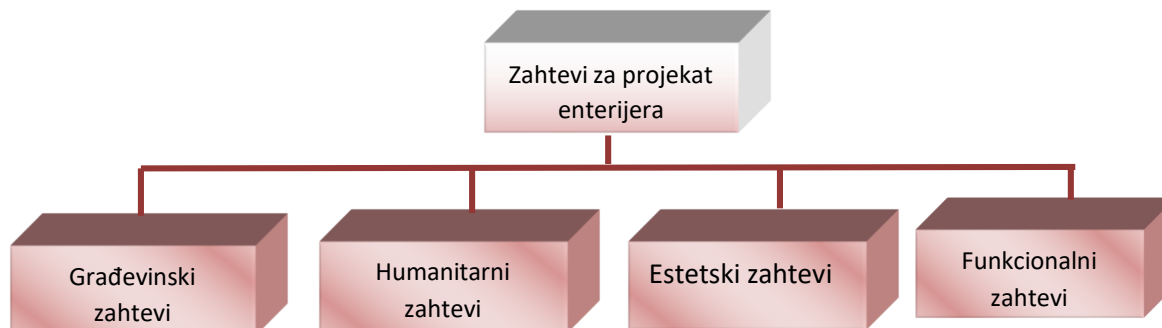 Zahtevi za projekat
enterijera
Građevinski
zahtevi
Humanitarni
zahtevi
Estetski zahtevi
Funkcionalni
zahtevi